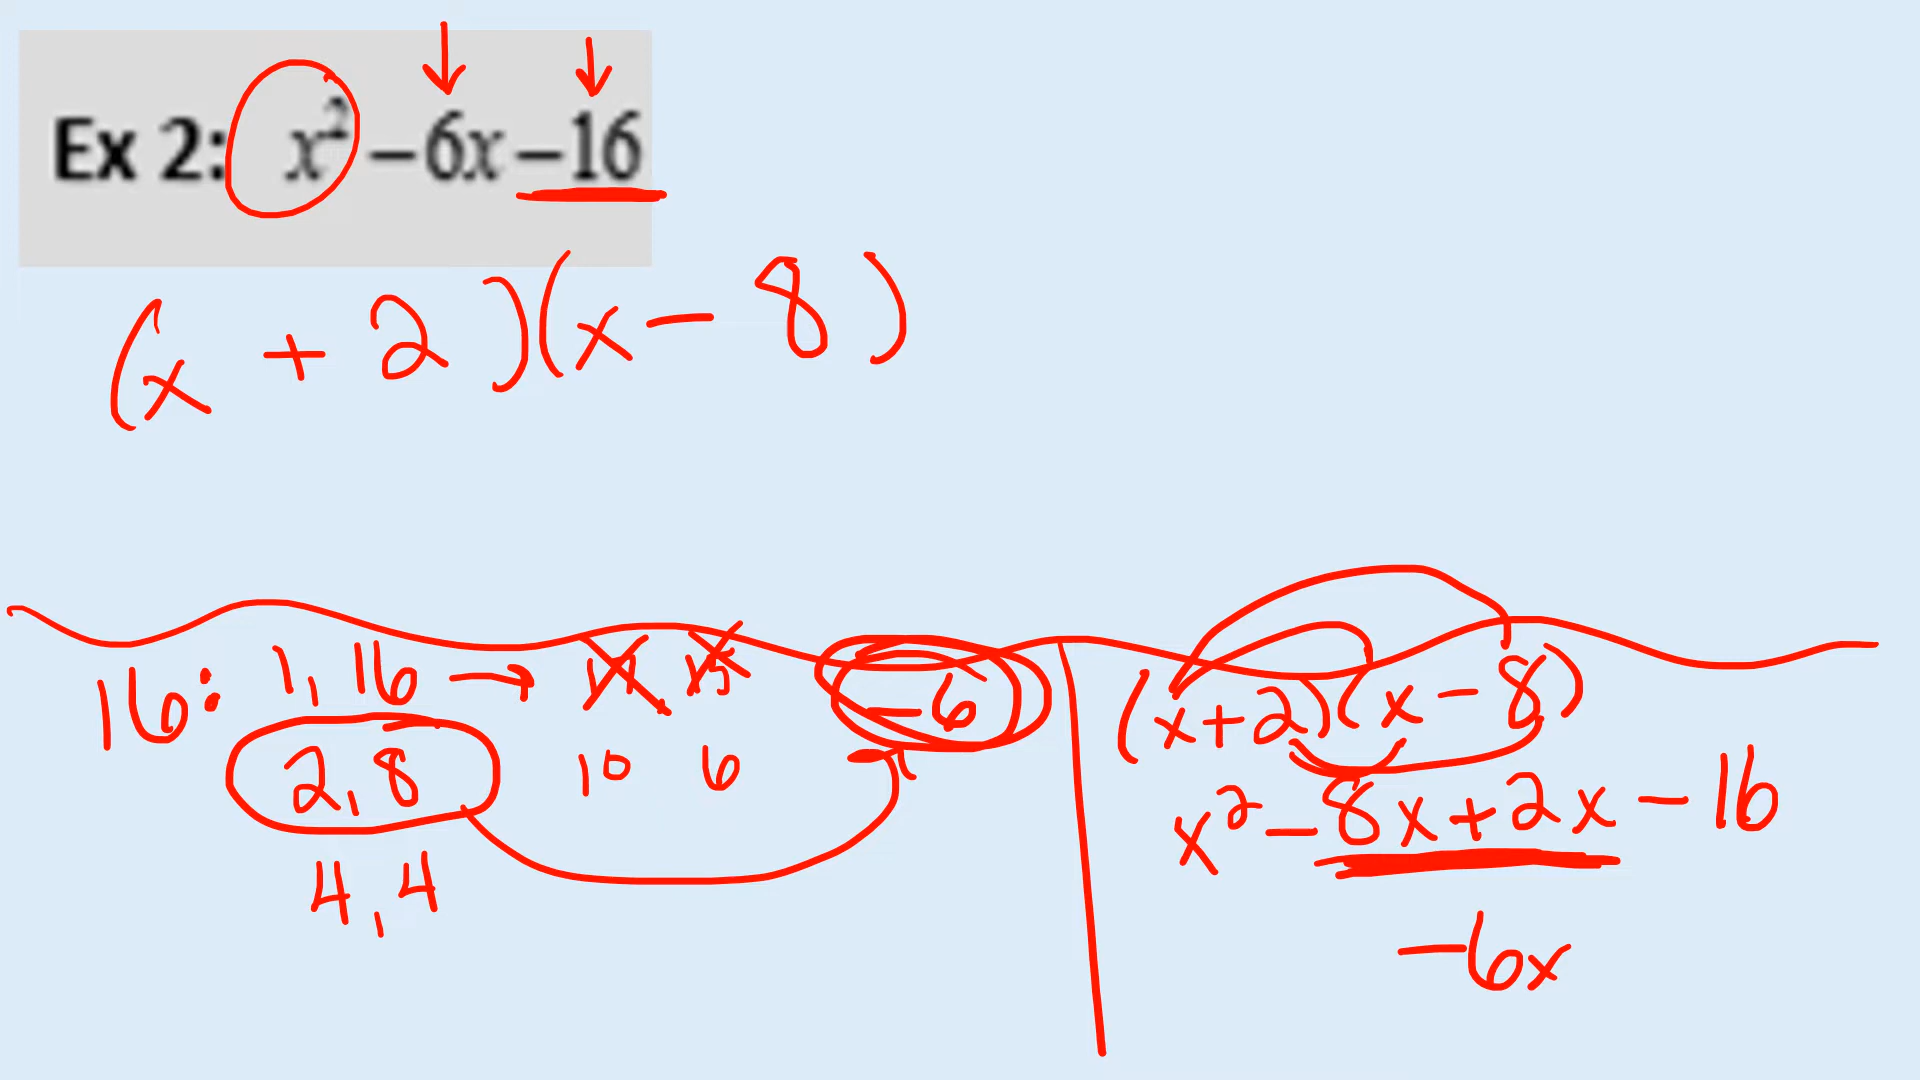 Ex 2: x² – 6x – 16
(x + 2)(x – 8)
16: 1, 16 → 17 15
2, 8 10 6
4, 4
– 6
(x + 2)(x – 8)
x² – 8x + 2x – 16
– 6x